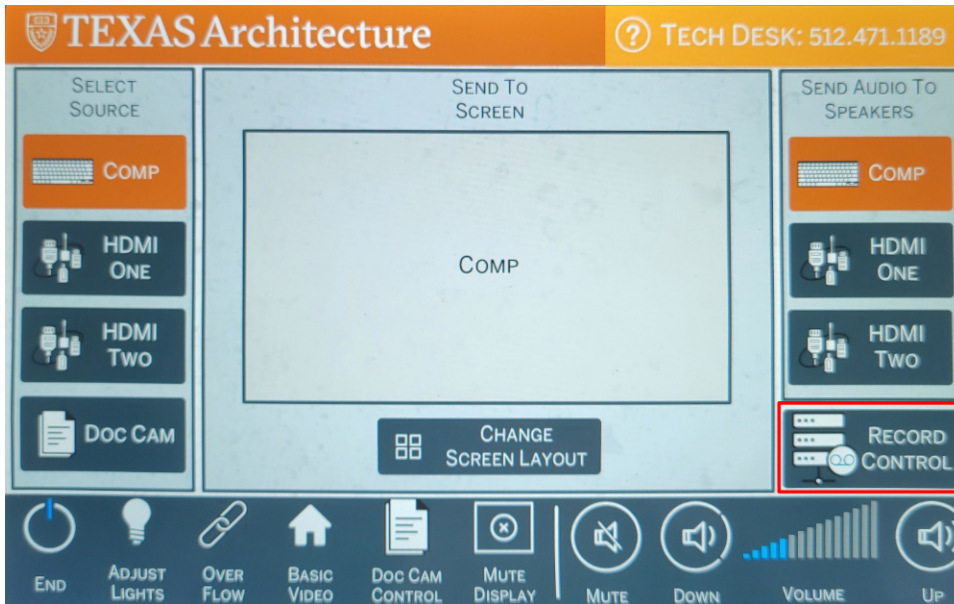 TEXAS Architecture
? TECH DESK: 512.471.1189
SELECT
SOURCE
COMP
HDMI
ONE
HDMI
TWO
DOC CAM
SEND TO
SCREEN
COMP
CHANGE
SCREEN LAYOUT
SEND AUDIO TO
SPEAKERS
COMP
HDMI
ONE
HDMI
TWO
RECORD
CONTROL
END
ADJUST
LIGHTS
OVER
FLOW
BASIC
VIDEO
DOC CAM
CONTROL
MUTE
DISPLAY
MUTE
DOWN
VOLUME
UP